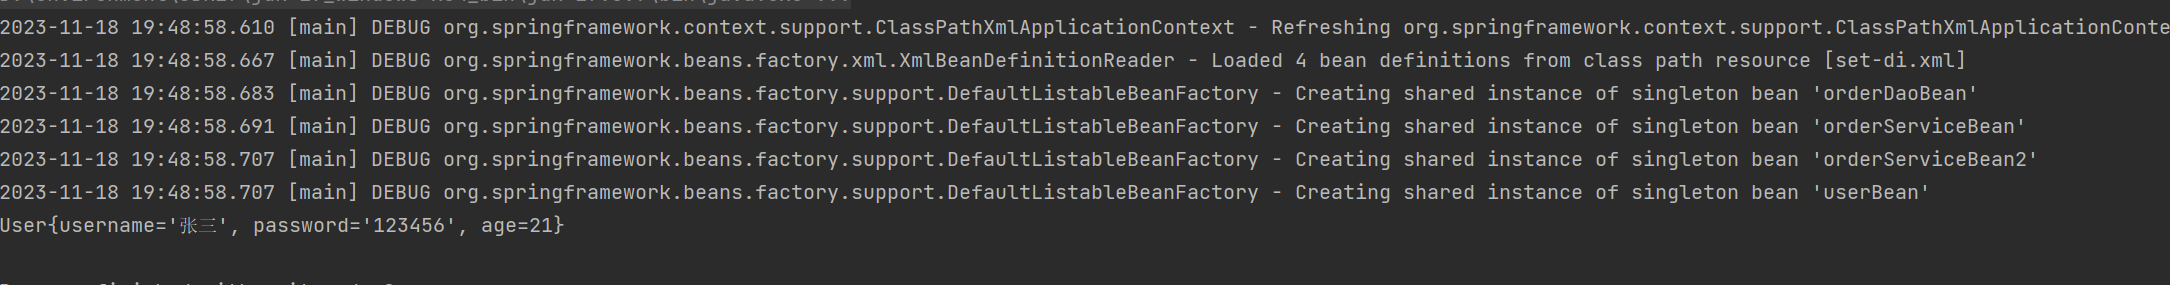 2023-11-18 19:48:58.610 [main] DEBUG org.springframework.context.support.ClassPathXmlApplicationContext - Refreshing org.springframework.context.support.ClassPathXmlApplicationConte
2023-11-18 19:48:58.667 [main] DEBUG org.springframework.beans.factory.xml.XmlBeanDefinitionReader - Loaded 4 bean definitions from class path resource [set-di.xml]
2023-11-18 19:48:58.683 [main] DEBUG org.springframework.beans.factory.support.DefaultListableBeanFactory - Creating shared instance of singleton bean 'orderDaoBean'
2023-11-18 19:48:58.691 [main] DEBUG org.springframework.beans.factory.support.DefaultListableBeanFactory - Creating shared instance of singleton bean 'orderServiceBean'
2023-11-18 19:48:58.707 [main] DEBUG org.springframework.beans.factory.support.DefaultListableBeanFactory - Creating shared instance of singleton bean 'orderServiceBean2'
2023-11-18 19:48:58.707 [main] DEBUG org.springframework.beans.factory.support.DefaultListableBeanFactory - Creating shared instance of singleton bean 'userBean'
User{username='张三', password='123456', age=21}